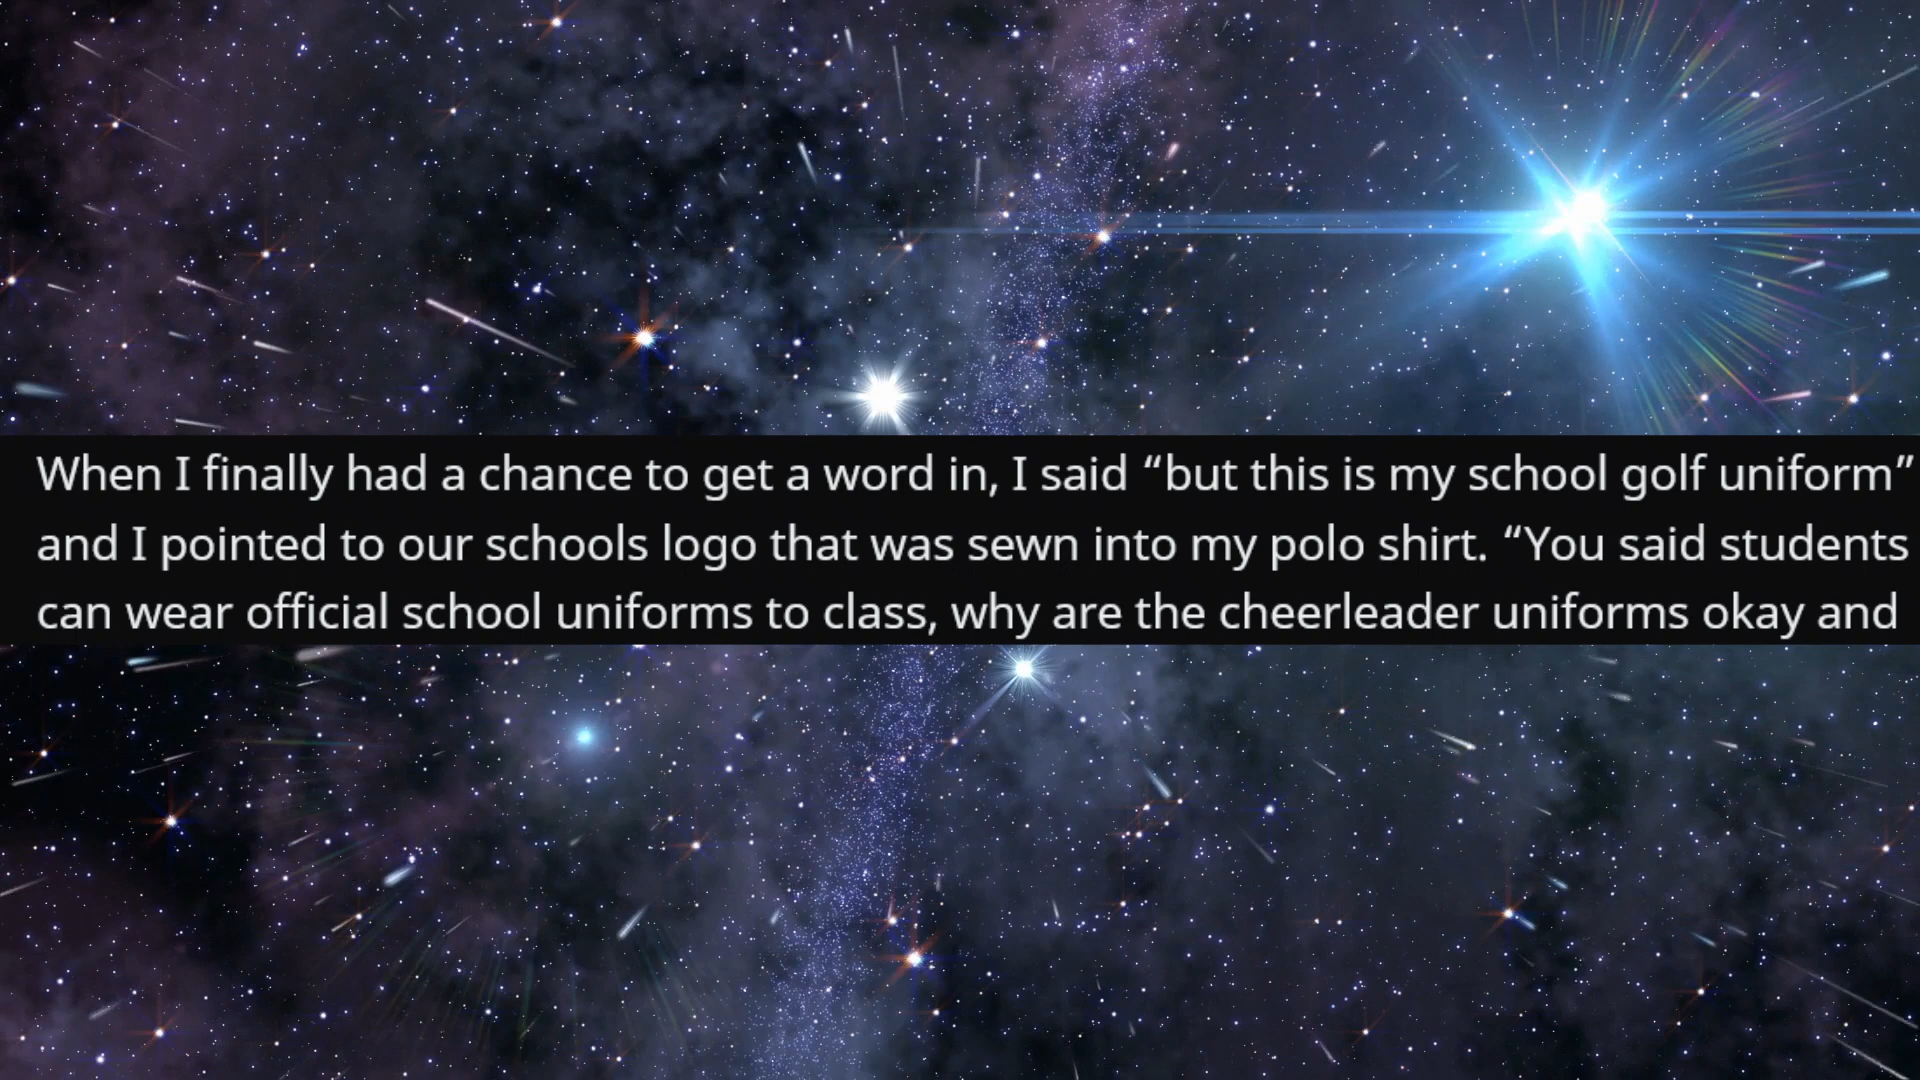 When I finally had a chance to get a word in, I said “but this is my school golf uniform”
and I pointed to our schools logo that was sewn into my polo shirt. “You said students
can wear official school uniforms to class, why are the cheerleader uniforms okay and